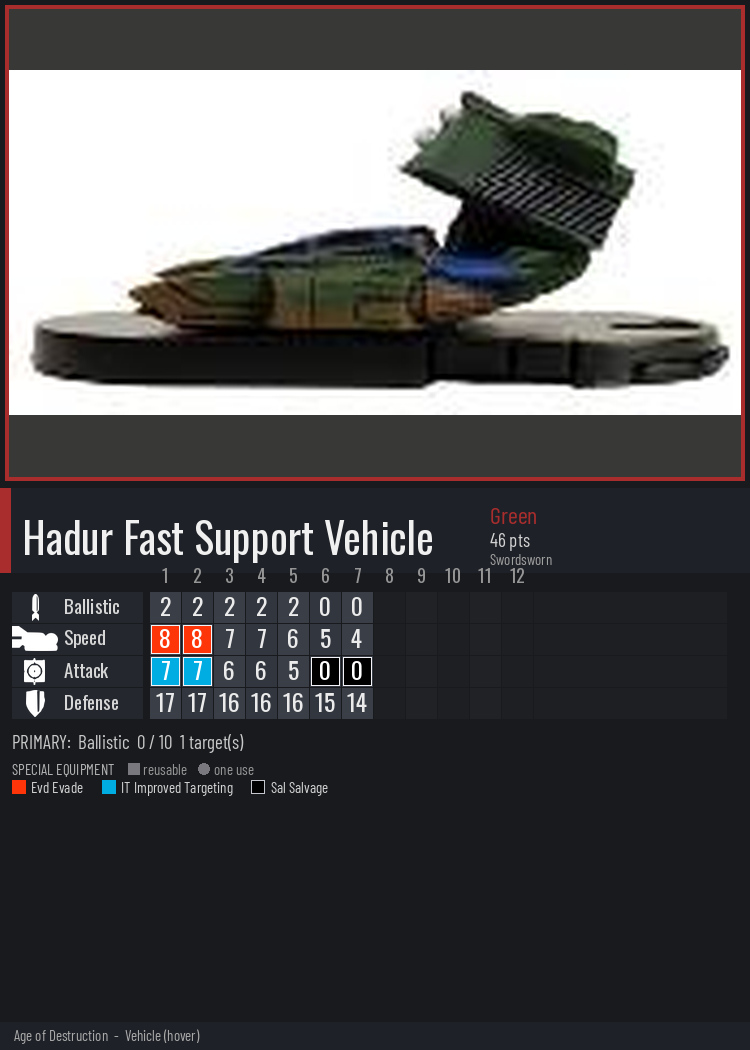 Hadur Fast Support Vehicle
Green
46 pts
Swordsworn
1 2 3 4 5 6 7 8 9 10 11 12
Ballistic 2 2 2 2 2 0 0
Speed 8 8 7 7 6 5 4
Attack 7 7 6 6 5 0 0
Defense 17 17 16 16 16 15 14
PRIMARY: Ballistic 0 / 10 1 target(s)
SPECIAL EQUIPMENT reusable one use
Evd Evade IT Improved Targeting Sal Salvage
Age of Destruction - Vehicle (hover)